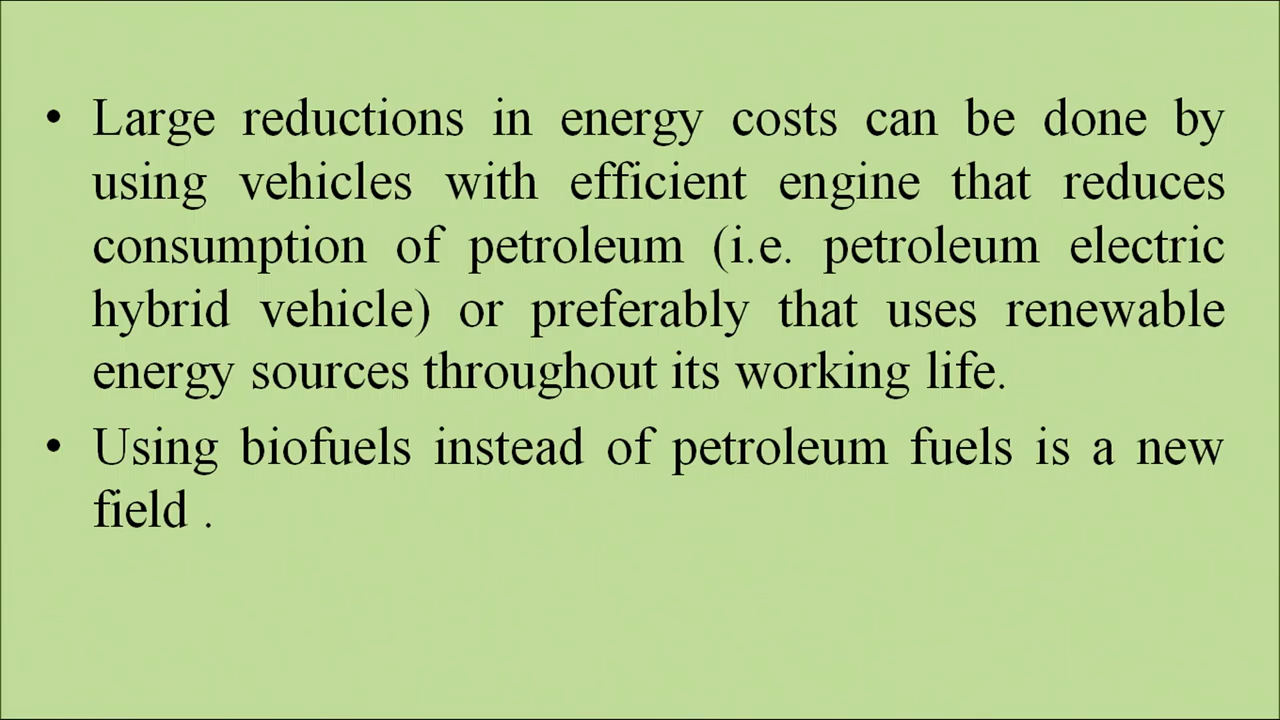 • Large reductions in energy costs can be done by
using vehicles with efficient engine that reduces
consumption of petroleum (i.e. petroleum electric
hybrid vehicle) or preferably that uses renewable
energy sources throughout its working life.
• Using biofuels instead of petroleum fuels is a new
field .